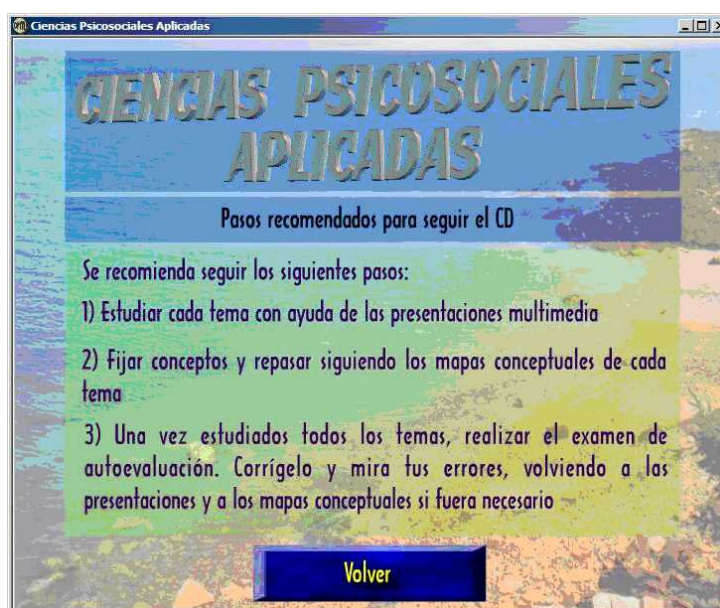 Ciencias Psicosociales Aplicadas
CIENCIAS PSICOSOCIALES
APLICADAS
Pasos recomendados para seguir el CD
Se recomienda seguir los siguientes pasos:
1) Estudiar cada tema con ayuda de las presentaciones multimedia
2) Fijar conceptos y repasar siguiendo los mapas conceptuales de cada
tema
3) Una vez estudiados todos los temas, realizar el examen de
autoevaluación. Corrígelo y mira tus errores, volviendo a las
presentaciones y a los mapas conceptuales si fuera necesario
Volver